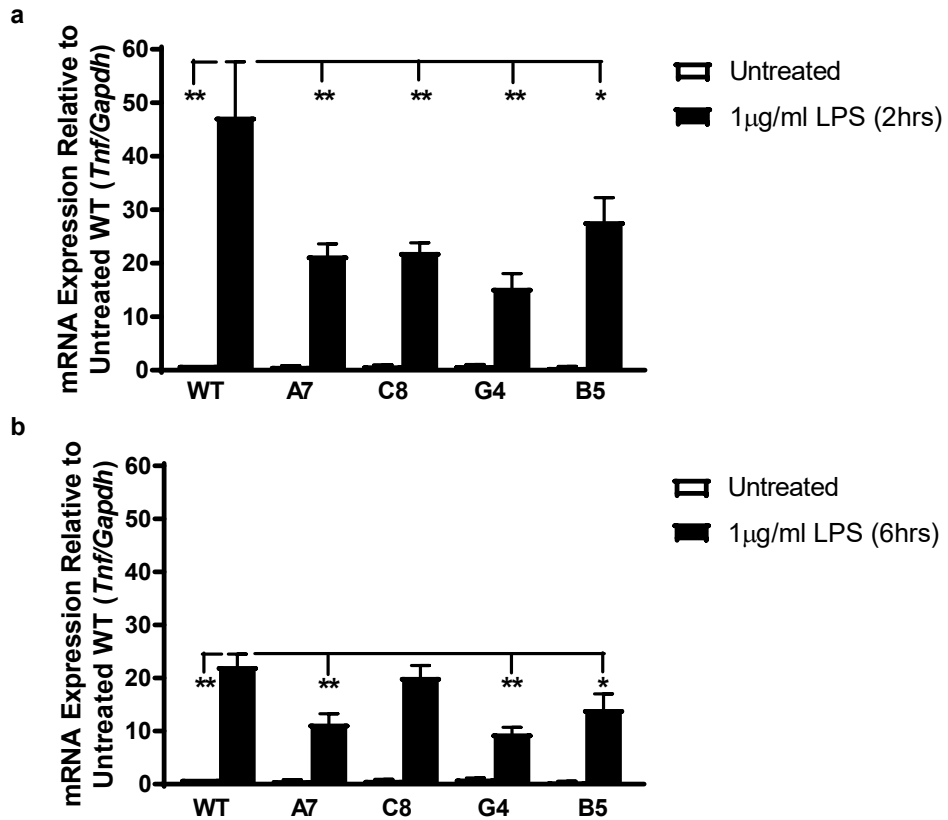 a
mRNA Expression Relative to
Untreated WT (Tnf/Gapdh)
60
50
40
30
20
10
0
** ** ** ** *
WT A7 C8 G4 B5
Untreated
1μg/ml LPS (2hrs)
b
mRNA Expression Relative to
Untreated WT (Tnf/Gapdh)
60
50
40
30
20
10
0
** ** ** *
WT A7 C8 G4 B5
Untreated
1μg/ml LPS (6hrs)